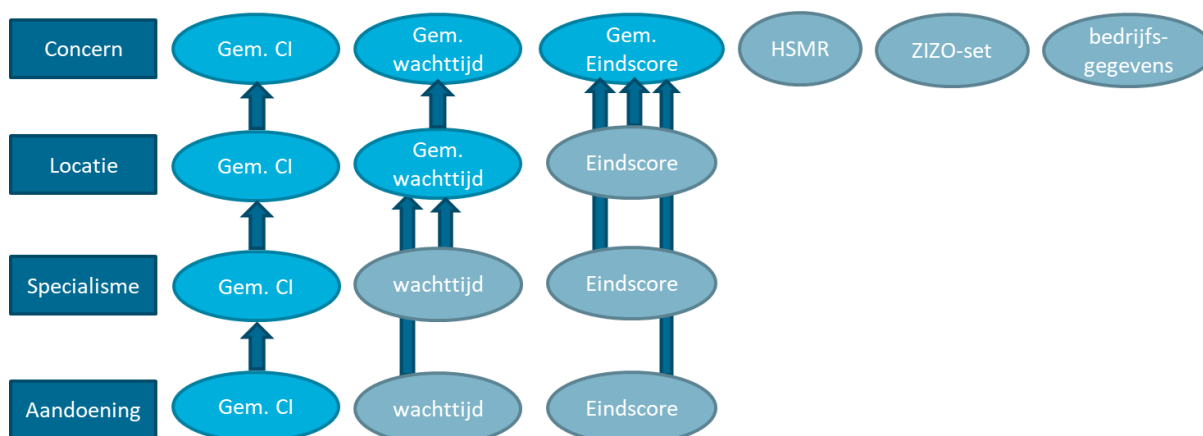 Concern
Gem. CI
Gem.
wachttijd
Gem.
Eindscore
HSMR
ZIZO-set
bedrijfs-
gegevens
Locatie
Gem. CI
Gem.
wachttijd
Eindscore
Specialisme
Gem. CI
wachttijd
Eindscore
Aandoening
Gem. CI
wachttijd
Eindscore